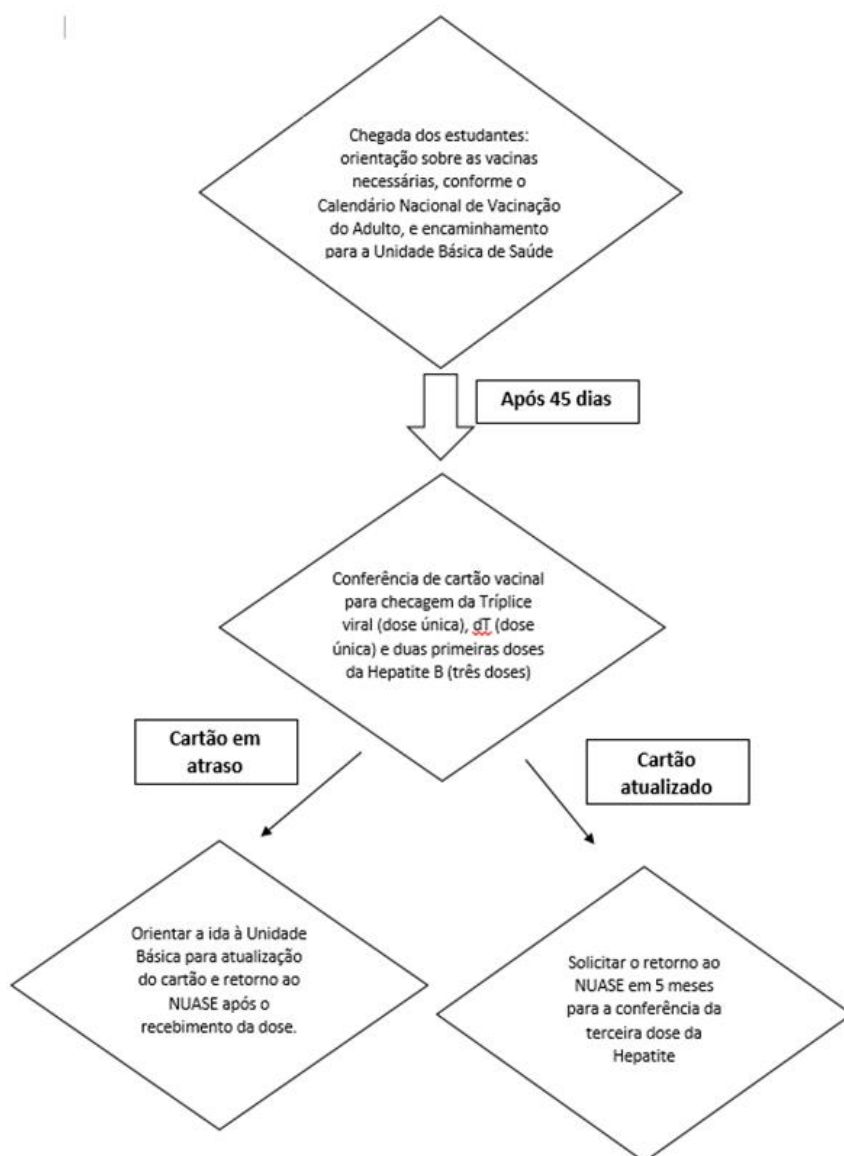 Chegada dos estudantes:
orientação sobre as vacinas
necessárias, conforme o
Calendário Nacional de Vacinação
do Adulto, e encaminhamento
para a Unidade Básica de Saúde
Após 45 dias
Conferência de cartão vacinal
para checagem da Tríplice
viral (dose única), dT (dose
única) e duas primeiras doses
da Hepatite B (três doses)
Cartão em
atraso
Cartão
atualizado
Orientar a ida à Unidade
Básica para atualização
do cartão e retorno ao
NUASE após o
recebimento da dose.
Solicitar o retorno ao
NUASE em 5 meses
para a conferência da
terceira dose da
Hepatite